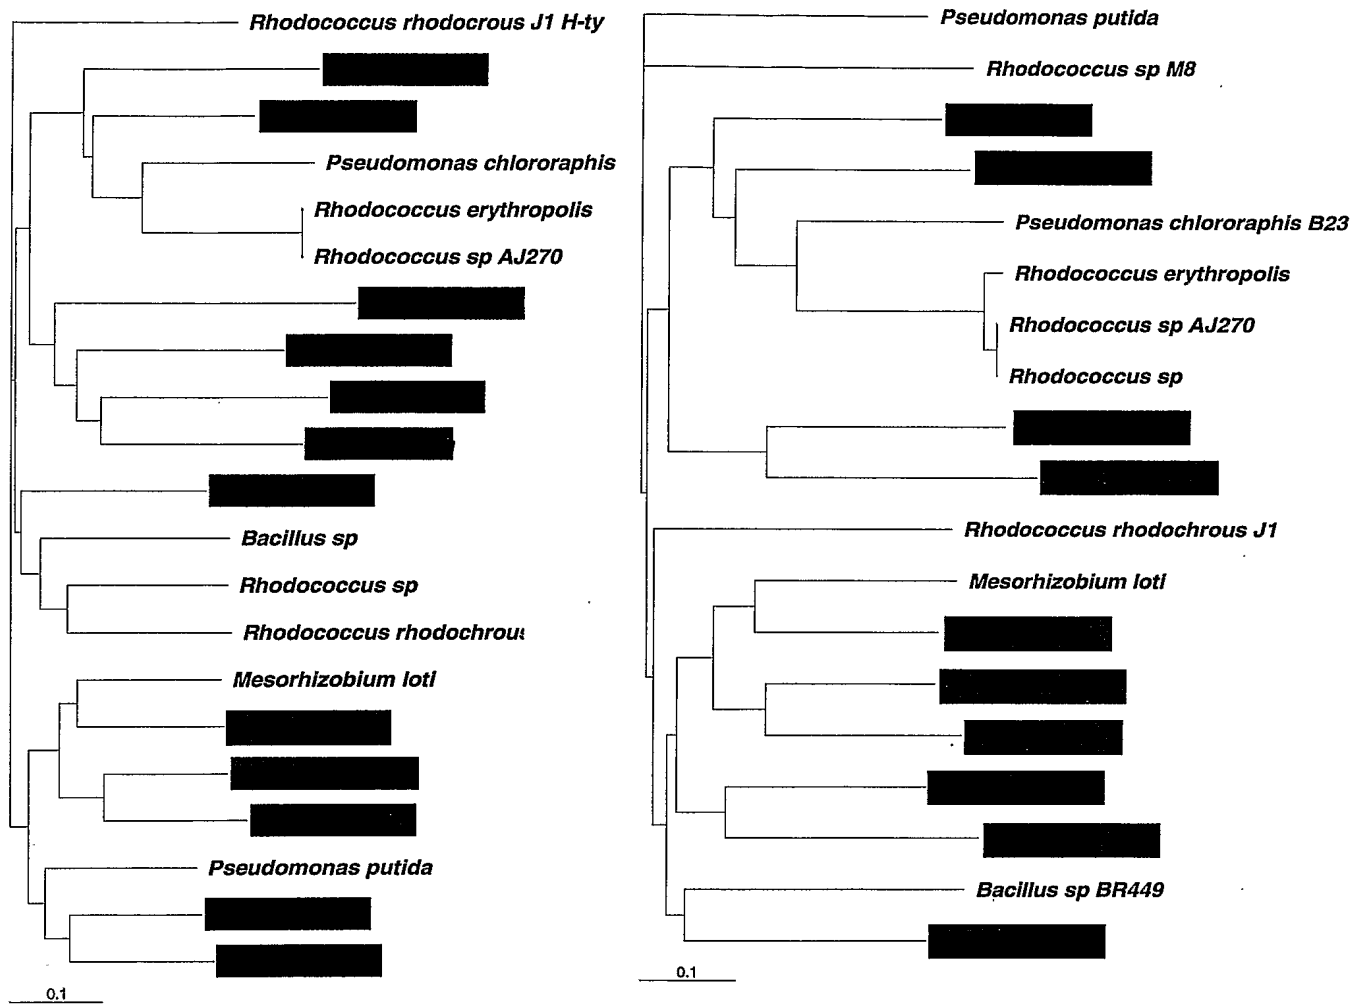 Rhodococcus rhodocrous J1 H-ty
Pseudomonas chlororaphis
Rhodococcus erythropolis
Rhodococcus sp AJ270
Bacillus sp
Rhodococcus sp
Rhodococcus rhodochrous
Mesorhizobium loti
Pseudomonas putida
0.1
Pseudomonas putida
Rhodococcus sp M8
Pseudomonas chlororaphis B23
Rhodococcus erythropolis
Rhodococcus sp AJ270
Rhodococcus sp
Rhodococcus rhodochrous J1
Mesorhizobium loti
Bacillus sp BR449
0.1